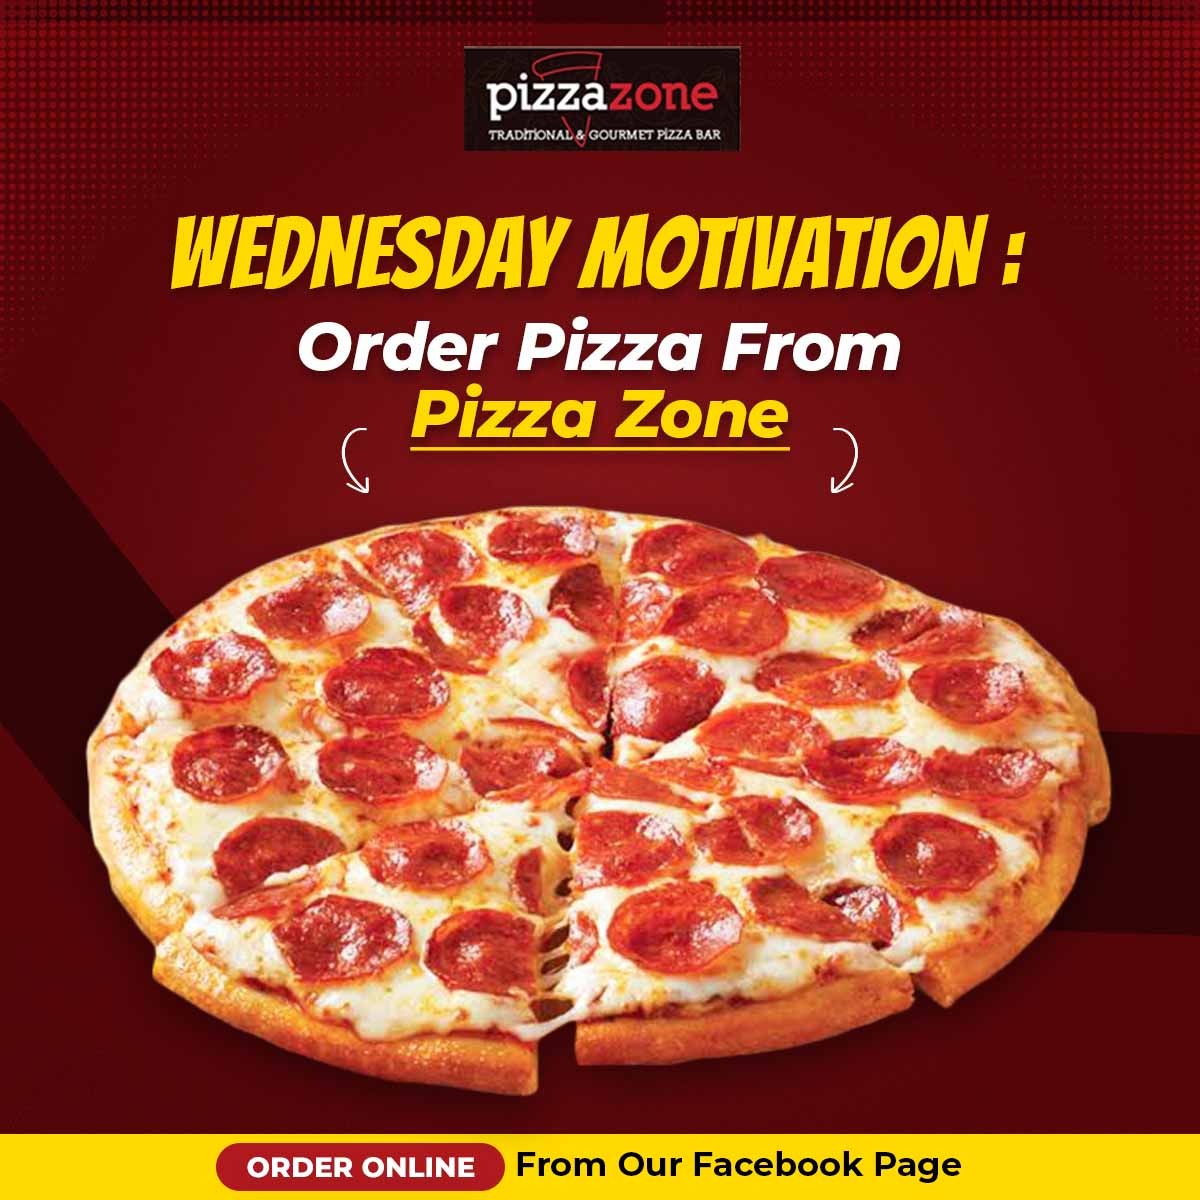 pizzazone
TRADITIONAL & GOURMET PIZZA BAR
WEDNESDAY MOTIVATION :
Order Pizza From
Pizza Zone
ORDER ONLINE From Our Facebook Page